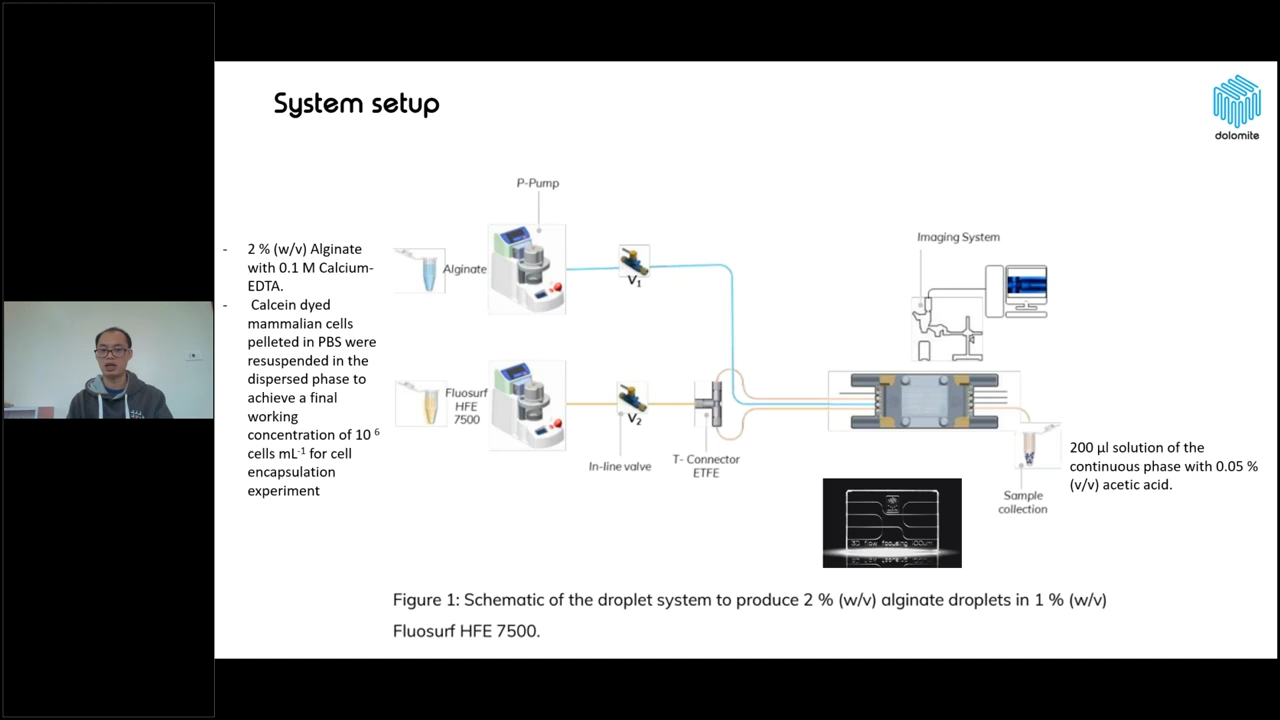 System setup
dolomite
P-Pump
Imaging System
- 2 % (w/v) Alginate
with 0.1 M Calcium-
EDTA.
- Calcein dyed
mammalian cells
pelleted in PBS were
resuspended in the
dispersed phase to
achieve a final
working
concentration of 10 6
cells mL-1 for cell
encapsulation
experiment
Alginate
V1
Fluosurf
HFE
7500
V2
In-line valve
T- Connector
ETFE
200 µl solution of the
continuous phase with 0.05 %
(v/v) acetic acid.
Sample
collection
3D flow focusing 100µm
Figure 1: Schematic of the droplet system to produce 2 % (w/v) alginate droplets in 1 % (w/v)
Fluosurf HFE 7500.